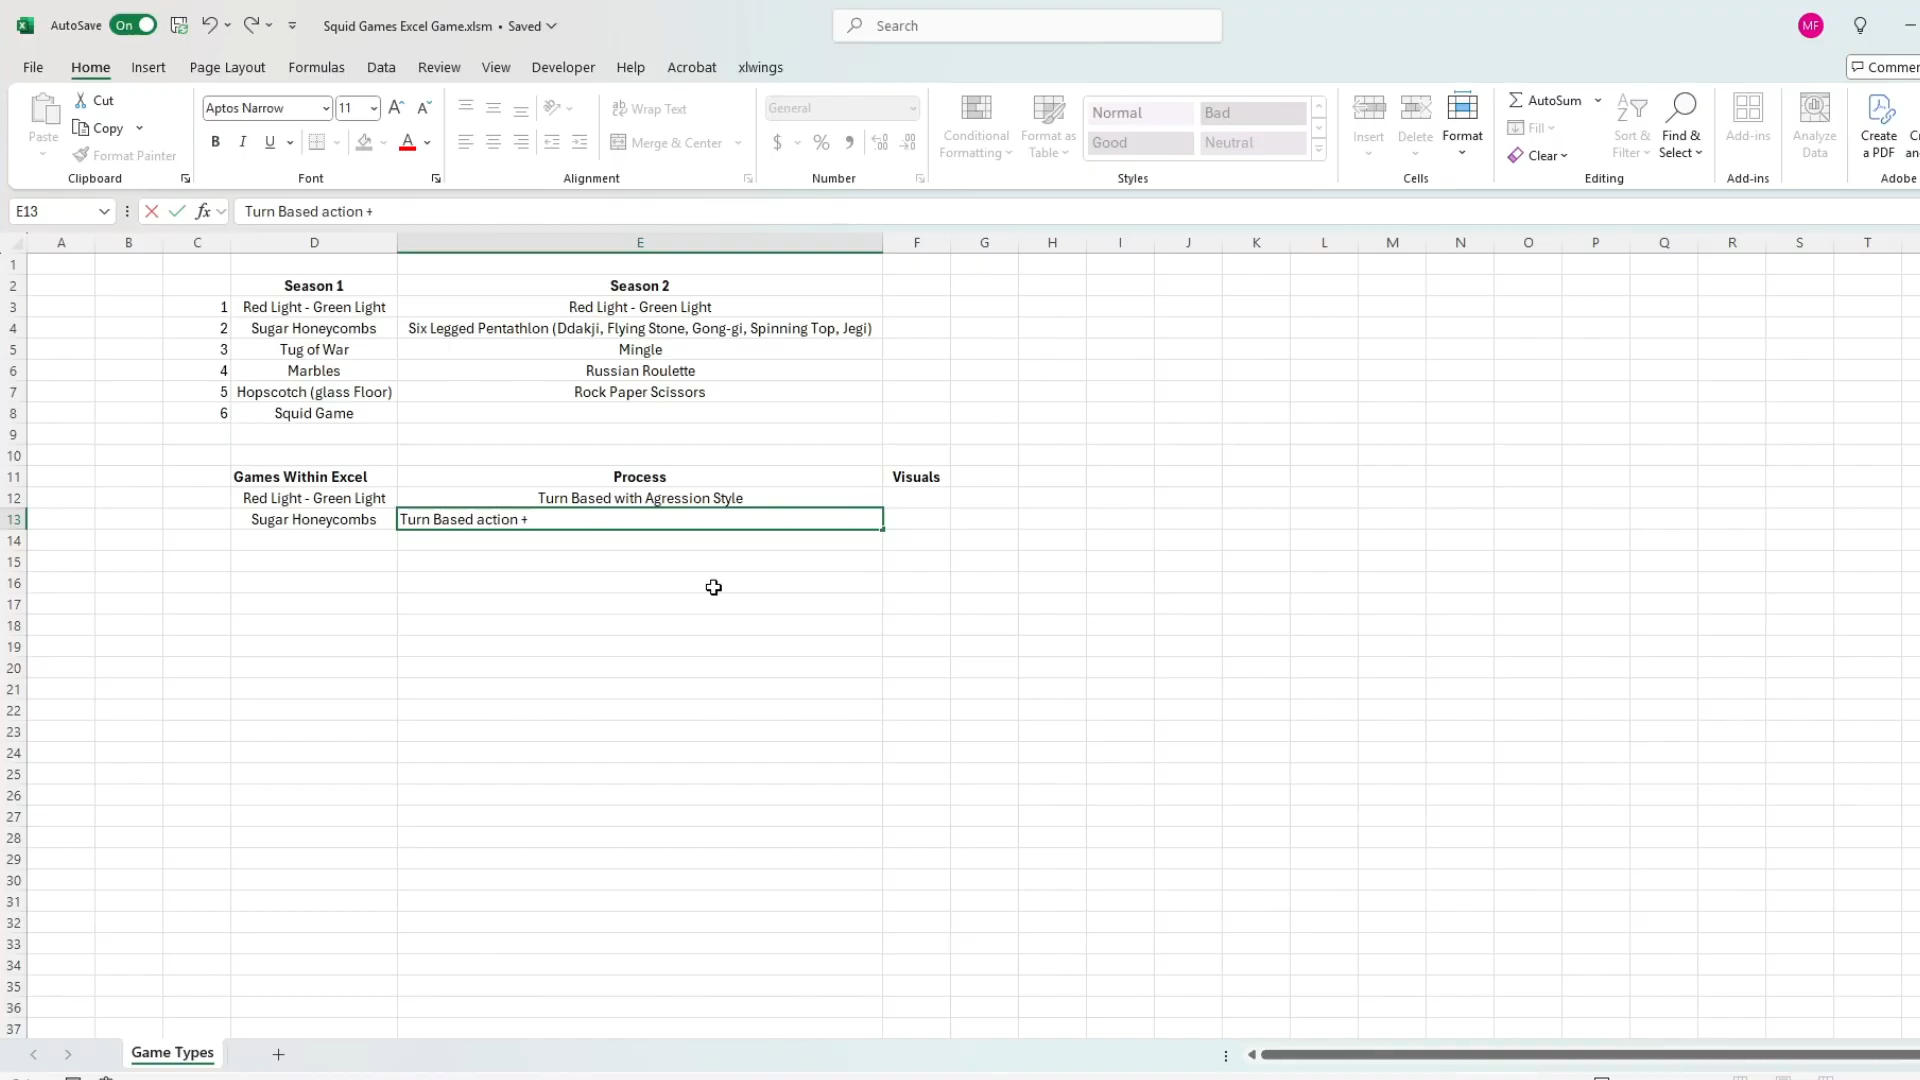 AutoSave On Squid Games Excel Game.xlsm • Saved Search MF
File Home Insert Page Layout Formulas Data Review View Developer Help Acrobat xlwings Commen
Paste Cut Copy Format Painter Clipboard
Aptos Narrow 11 A A B I U A Font
ab Wrap Text Merge & Center Alignment
General $ % Number
Conditional Formatting Format as Table Normal Bad Good Neutral Styles
Insert Delete Format Cells
AutoSum Fill Clear Sort & Filter Find & Select Editing
Add-ins Add-ins
Analyze Data
Create a PDF Adobe
E13 fx Turn Based action +
A B C D E F G H I J K L M N O P Q R S T
1
2 Season 1 Season 2
3 1 Red Light - Green Light Red Light - Green Light
4 2 Sugar Honeycombs Six Legged Pentathlon (Ddakji, Flying Stone, Gong-gi, Spinning Top, Jegi)
5 3 Tug of War Mingle
6 4 Marbles Russian Roulette
7 5 Hopscotch (glass Floor) Rock Paper Scissors
8 6 Squid Game
9
10
11 Games Within Excel Process Visuals
12 Red Light - Green Light Turn Based with Agression Style
13 Sugar Honeycombs Turn Based action +
14
15
16
17
18
19
20
21
22
23
24
25
26
27
28
29
30
31
32
33
34
35
36
37
Game Types